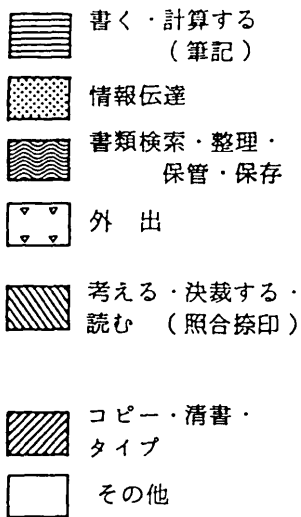 書く・計算する
（筆記）
情報伝達
書類検索・整理・
保管・保存
外 出
考える・決裁する・
読む （照合捺印）
コピー・清書・
タイプ
その他